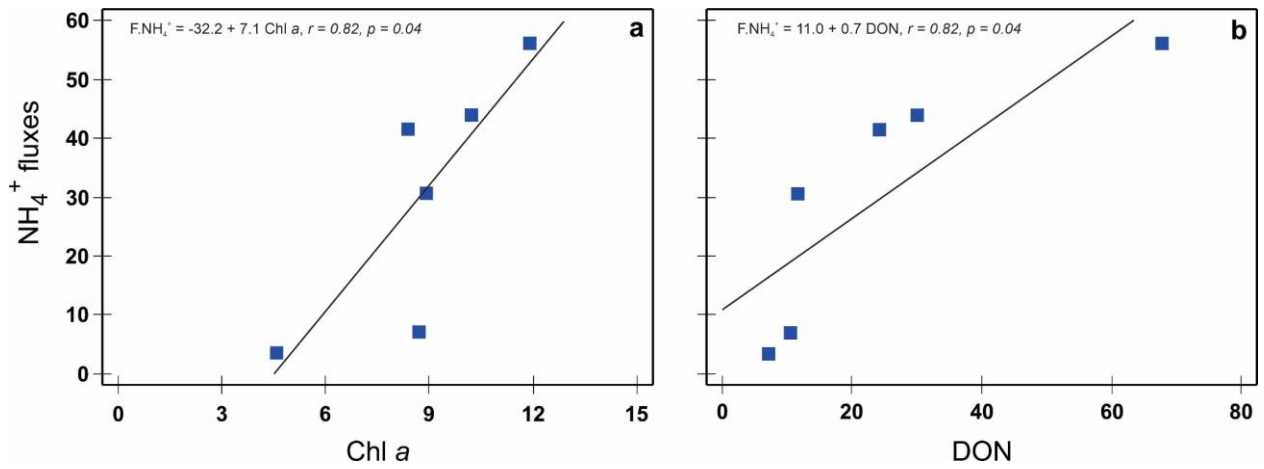 F.NH₄⁺ = -32.2 + 7.1 Chl a, r = 0.82, p = 0.04
a
60
50
40
30
20
10
0
NH₄⁺ fluxes
0 3 6 9 12 15
Chl a
F.NH₄⁺ = 11.0 + 0.7 DON, r = 0.82, p = 0.04
b
0 20 40 60 80
DON